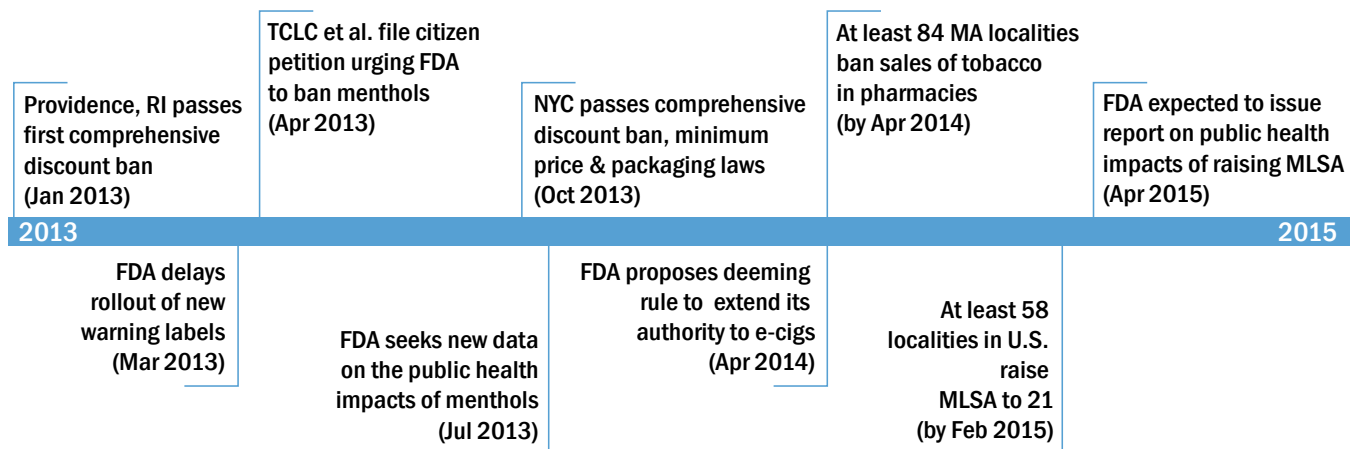 Providence, RI passes
first comprehensive
discount ban
(Jan 2013)
TCLC et al. file citizen
petition urging FDA
to ban menthols
(Apr 2013)
NYC passes comprehensive
discount ban, minimum
price & packaging laws
(Oct 2013)
At least 84 MA localities
ban sales of tobacco
in pharmacies
(by Apr 2014)
FDA expected to issue
report on public health
impacts of raising MLSA
(Apr 2015)
2013
2015
FDA delays
rollout of new
warning labels
(Mar 2013)
FDA seeks new data
on the public health
impacts of menthols
(Jul 2013)
FDA proposes deeming
rule to extend its
authority to e-cigs
(Apr 2014)
At least 58
localities in U.S.
raise
MLSA to 21
(by Feb 2015)